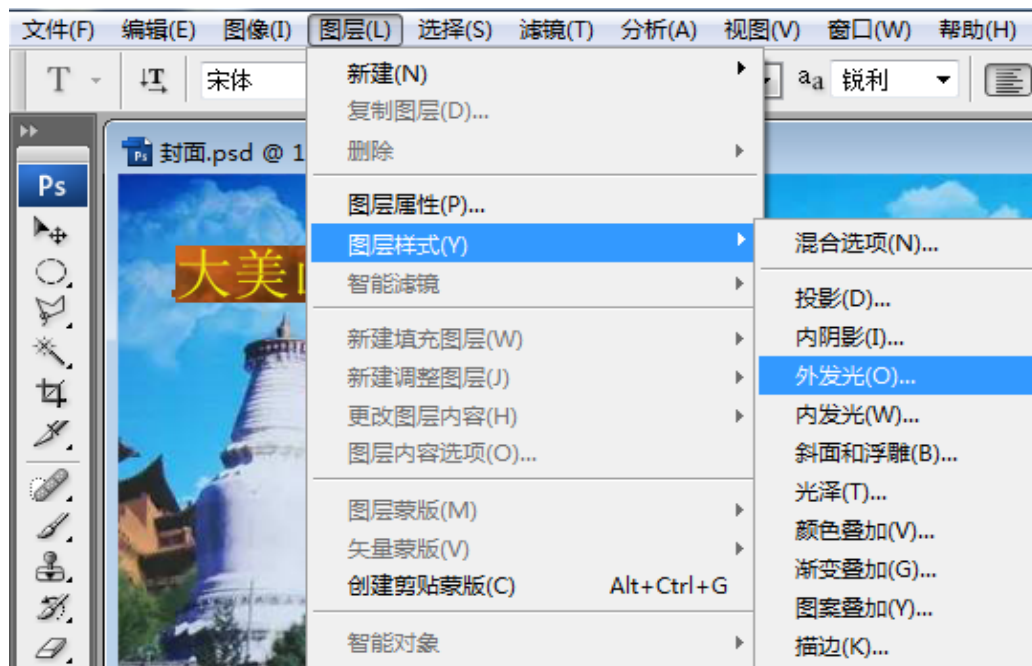 文件(F) 编辑(E) 图像(I) 图层(L) 选择(S) 滤镜(T) 分析(A) 视图(V) 窗口(W) 帮助(H)
T T 宋体 aa 锐利
封面.psd @ 1
Ps
大美
新建(N)
复制图层(D)...
删除
图层属性(P)...
图层样式(Y)
智能滤镜
新建填充图层(W)
新建调整图层(J)
更改图层内容(H)
图层内容选项(O)...
图层蒙版(M)
矢量蒙版(V)
创建剪贴蒙版(C) Alt+Ctrl+G
智能对象
混合选项(N)...
投影(D)...
内阴影(I)...
外发光(O)...
内发光(W)...
斜面和浮雕(B)...
光泽(T)...
颜色叠加(V)...
渐变叠加(G)...
图案叠加(Y)...
描边(K)...